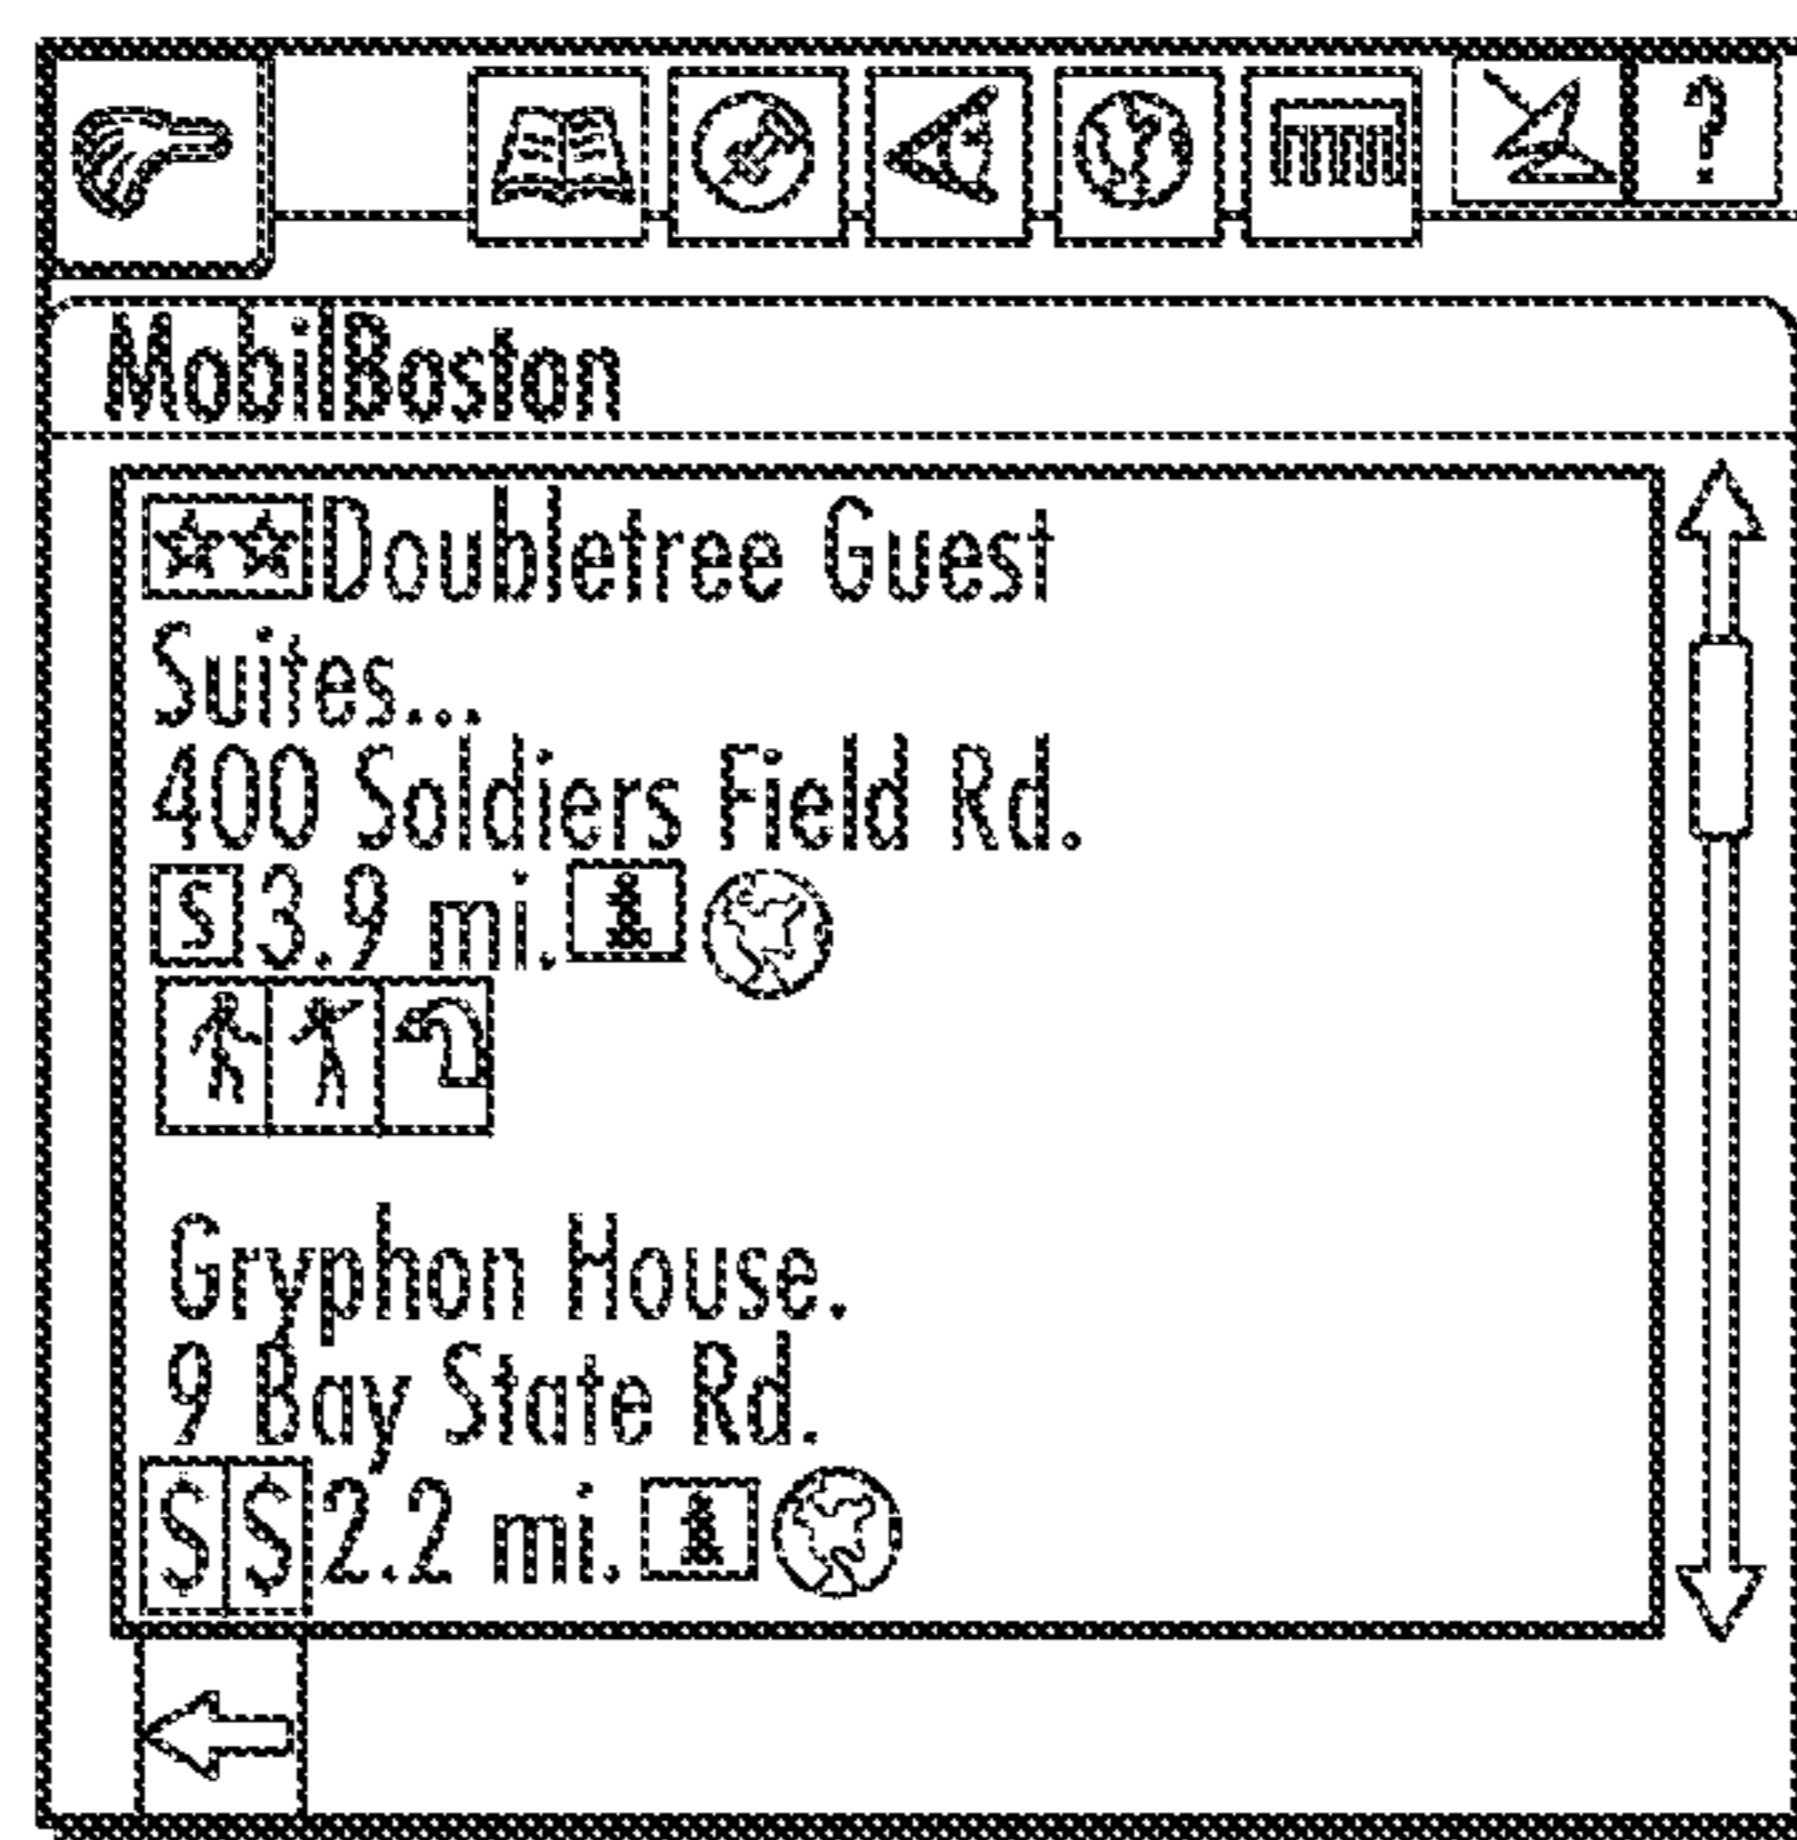 ?
MobilBoston
Doubletree Guest
Suites...
400 Soldiers Field Rd.
S 3.9 mi.
Gryphon House.
9 Bay State Rd.
S S 2.2 mi.